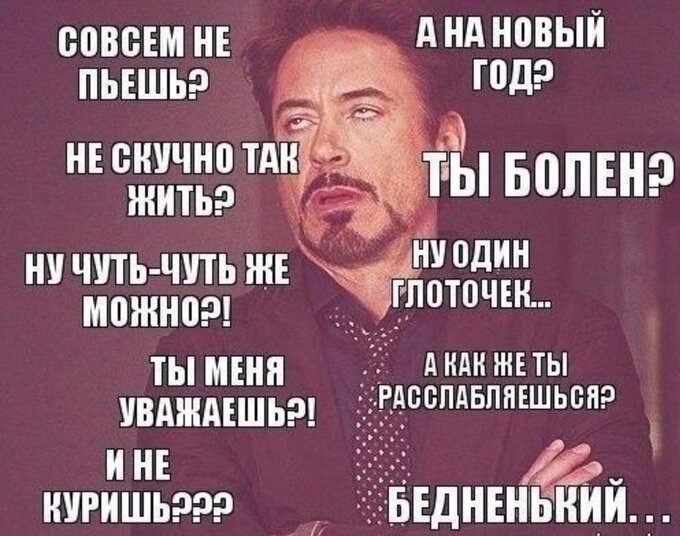 СОВСЕМ НЕ
ПЬЕШЬ?
А НА НОВЫЙ
ГОД?
НЕ СКУЧНО ТАК
ЖИТЬ?
ТЫ БОЛЕН?
НУ ЧУТЬ-ЧУТЬ ЖЕ
МОЖНО?!
НУ ОДИН
ГЛОТОЧЕК...
ТЫ МЕНЯ
УВАЖАЕШЬ?!
А КАК ЖЕ ТЫ
РАССЛАБЛЯЕШЬСЯ?
И НЕ
КУРИШЬ???
БЕДНЕНЬКИЙ...